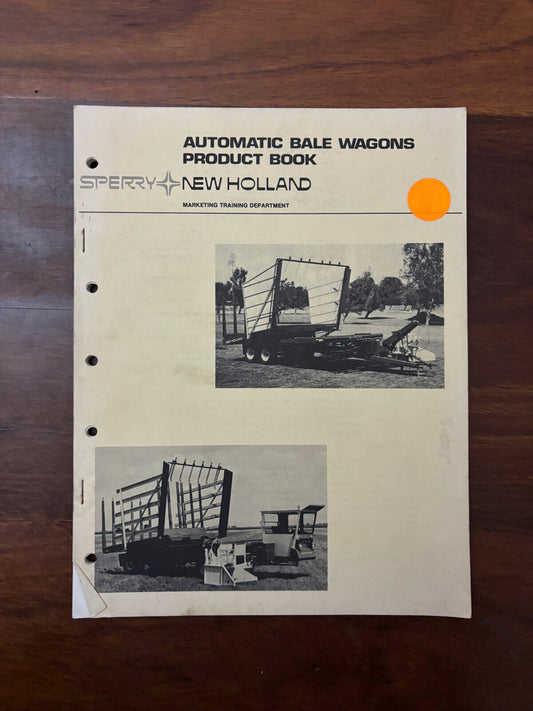 AUTOMATIC BALE WAGONS
PRODUCT BOOK
SPERRY NEW HOLLAND
MARKETING TRAINING DEPARTMENT